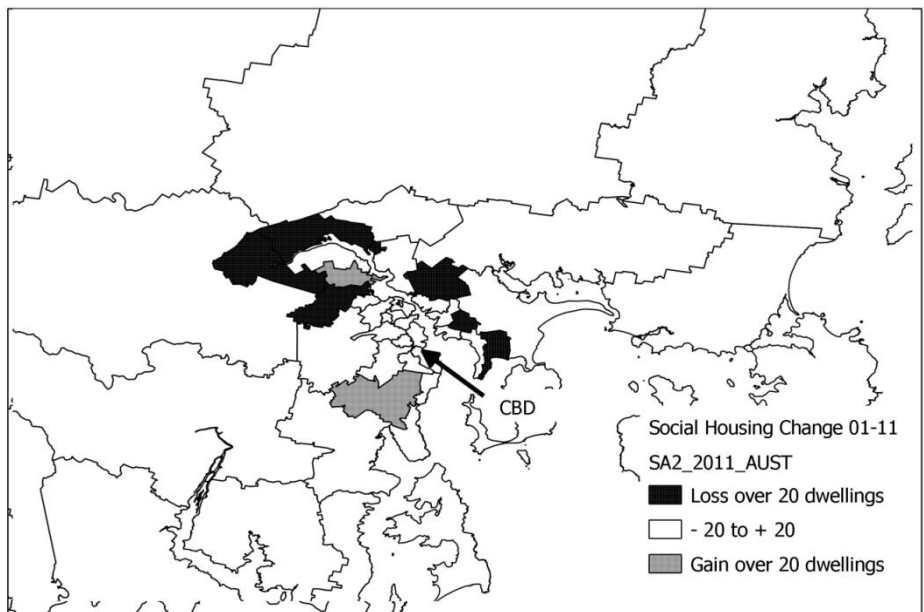 CBD
Social Housing Change 01-11
SA2_2011_AUST
Loss over 20 dwellings
- 20 to + 20
Gain over 20 dwellings